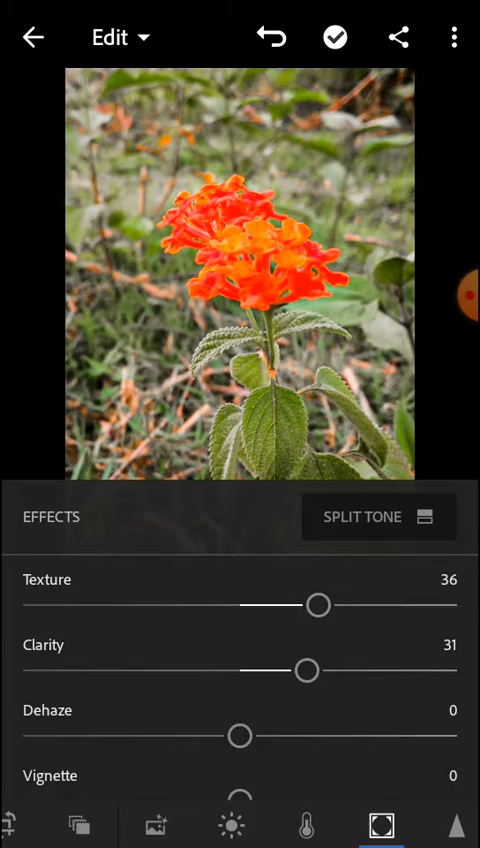 Edit
EFFECTS
SPLIT TONE
Texture 36
Clarity 31
Dehaze 0
Vignette 0